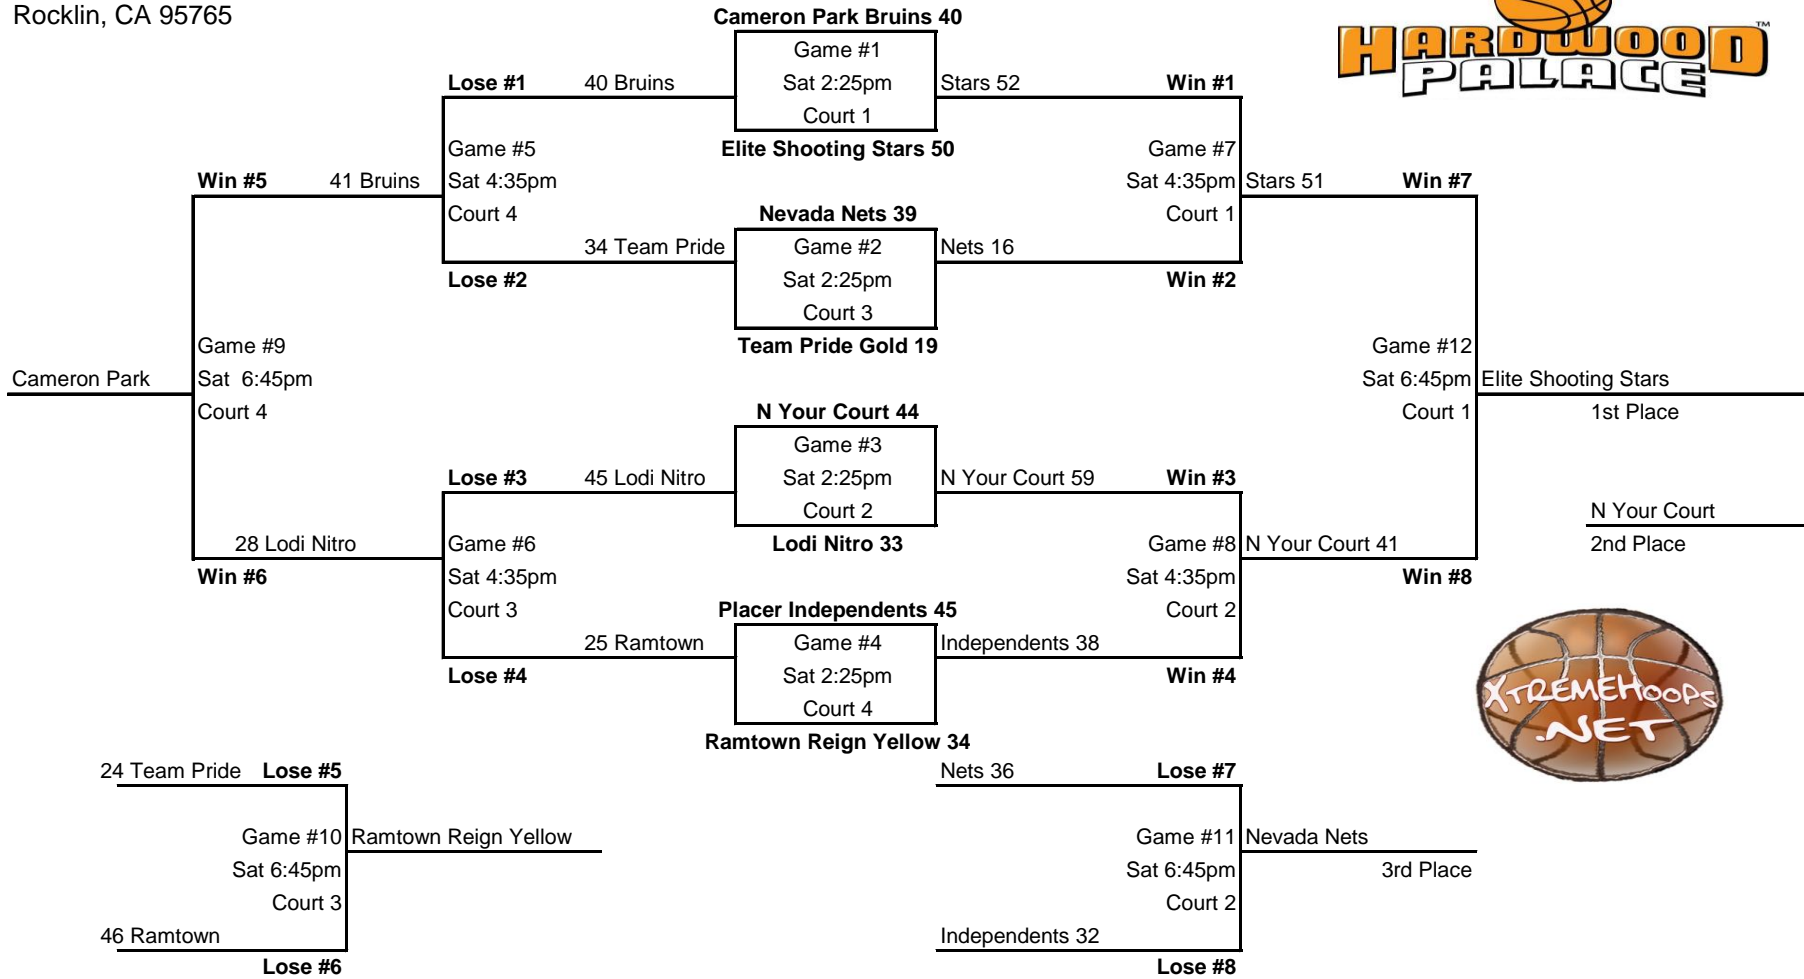 Rocklin, CA 95765
Cameron Park Bruins 40
HARDWOOD™
PALACE
Game #1
Lose #1 40 Bruins Sat 2:25pm Stars 52 Win #1
Court 1
Game #5 Elite Shooting Stars 50 Game #7
Win #5 41 Bruins Sat 4:35pm Sat 4:35pm Stars 51 Win #7
Court 4 Nevada Nets 39 Court 1
34 Team Pride Game #2 Nets 16
Lose #2 Sat 2:25pm Win #2
Court 3
Game #9 Team Pride Gold 19 Game #12
Cameron Park Sat 6:45pm Sat 6:45pm Elite Shooting Stars
Court 4 N Your Court 44 Court 1 1st Place
Game #3
Lose #3 45 Lodi Nitro Sat 2:25pm N Your Court 59 Win #3
Court 2 N Your Court
28 Lodi Nitro Game #6 Lodi Nitro 33 Game #8 N Your Court 41 2nd Place
Win #6 Sat 4:35pm Sat 4:35pm Win #8
Court 3 Placer Independents 45 Court 2
25 Ramtown Game #4 Independents 38
Lose #4 Sat 2:25pm Win #4
Court 4
XTREMEHOOPS
.NET
Ramtown Reign Yellow 34
24 Team Pride Lose #5 Nets 36 Lose #7
Game #10 Ramtown Reign Yellow Game #11 Nevada Nets
Sat 6:45pm Sat 6:45pm 3rd Place
Court 3 Court 2
46 Ramtown Independents 32
Lose #6 Lose #8